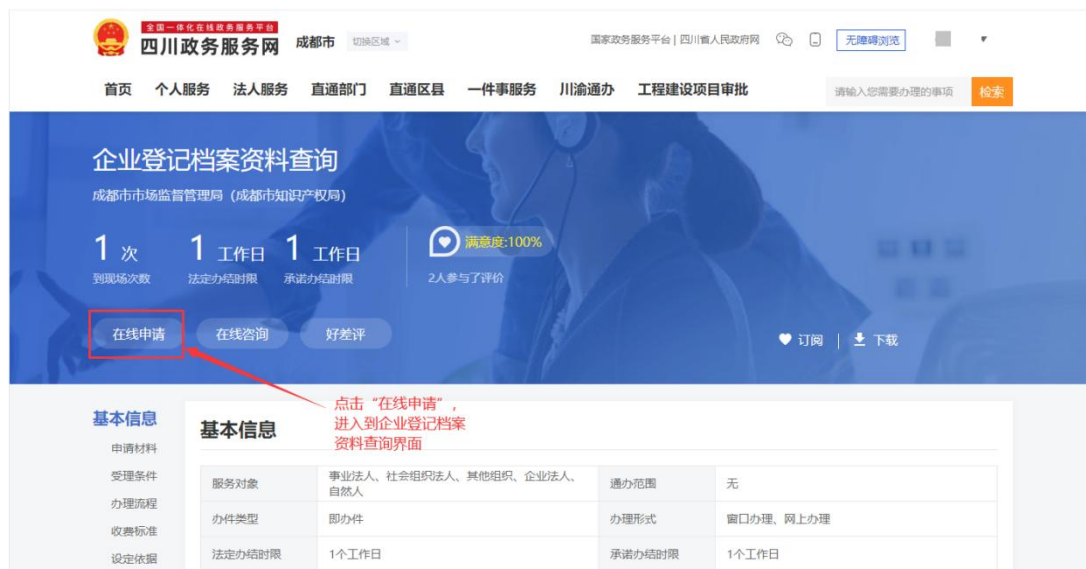 全国一体化在线政务服务平台
四川政务服务网 成都市 切换区域 国家政务服务平台 | 四川省人民政府网 无障碍浏览
首页 个人服务 法人服务 直通部门 直通区县 一件事服务 川渝通办 工程建设项目审批 请输入您需要办理的事项 检索
企业登记档案资料查询
成都市市场监督管理局（成都市知识产权局）
1 次 1 工作日 1 工作日 满意度:100%
到现场次数 法定办结时限 承诺办结时限 2人参与了评价
在线申请 在线咨询 好差评 订阅 | 下载
点击“在线申请”，
进入到企业登记档案
资料查询界面
基本信息
申请材料
受理条件
办理流程
收费标准
设定依据
基本信息
服务对象 事业法人、社会组织法人、其他组织、企业法人、
自然人 通办范围 无
办件类型 即办件 办理形式 窗口办理、网上办理
法定办结时限 1个工作日 承诺办结时限 1个工作日